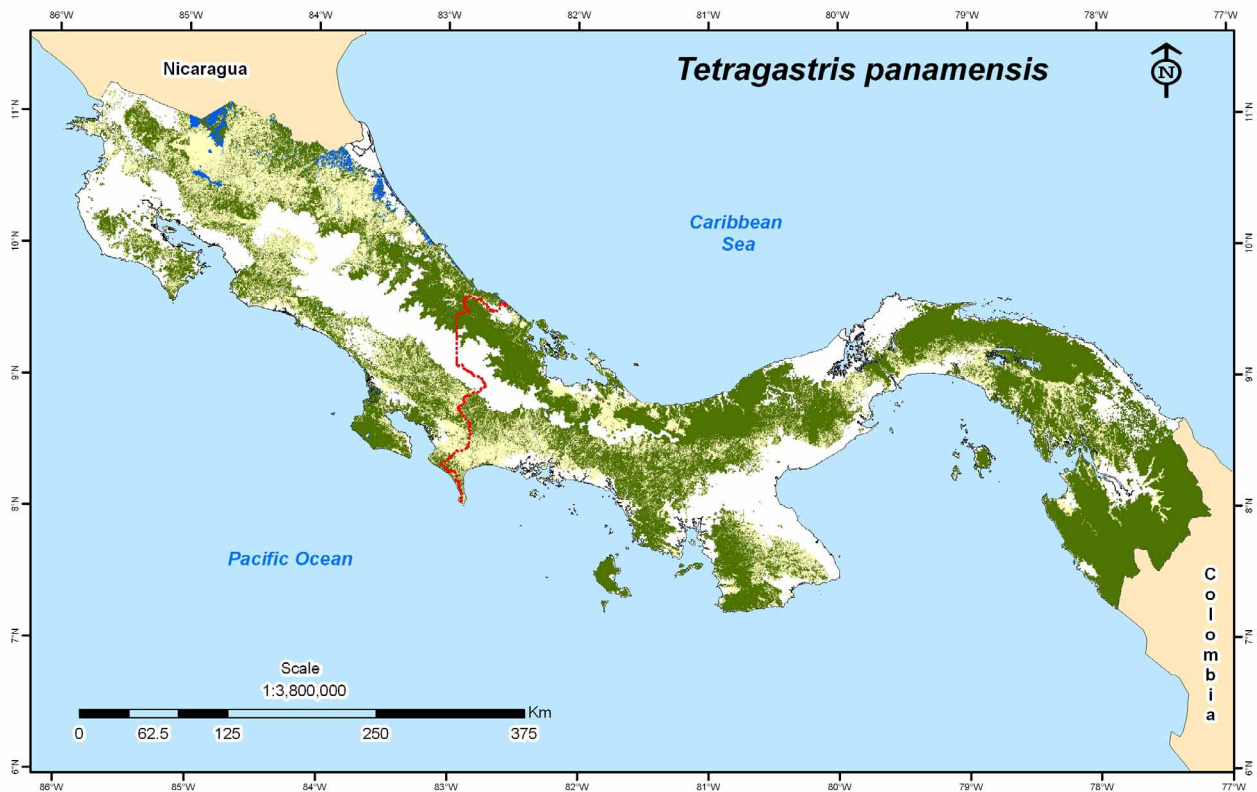 86°W 85°W 84°W 83°W 82°W 81°W 80°W 79°W 78°W 77°W
Nicaragua
Tetragastris panamensis
N
11°N 11°N
Caribbean
Sea
10°N 10°N
9°N 9°N
8°N 8°N
Pacific Ocean
Colombia
7°N 7°N
Scale
1:3,800,000
Km
0 62.5 125 250 375
6°N 6°N
86°W 85°W 84°W 83°W 82°W 81°W 80°W 79°W 78°W 77°W